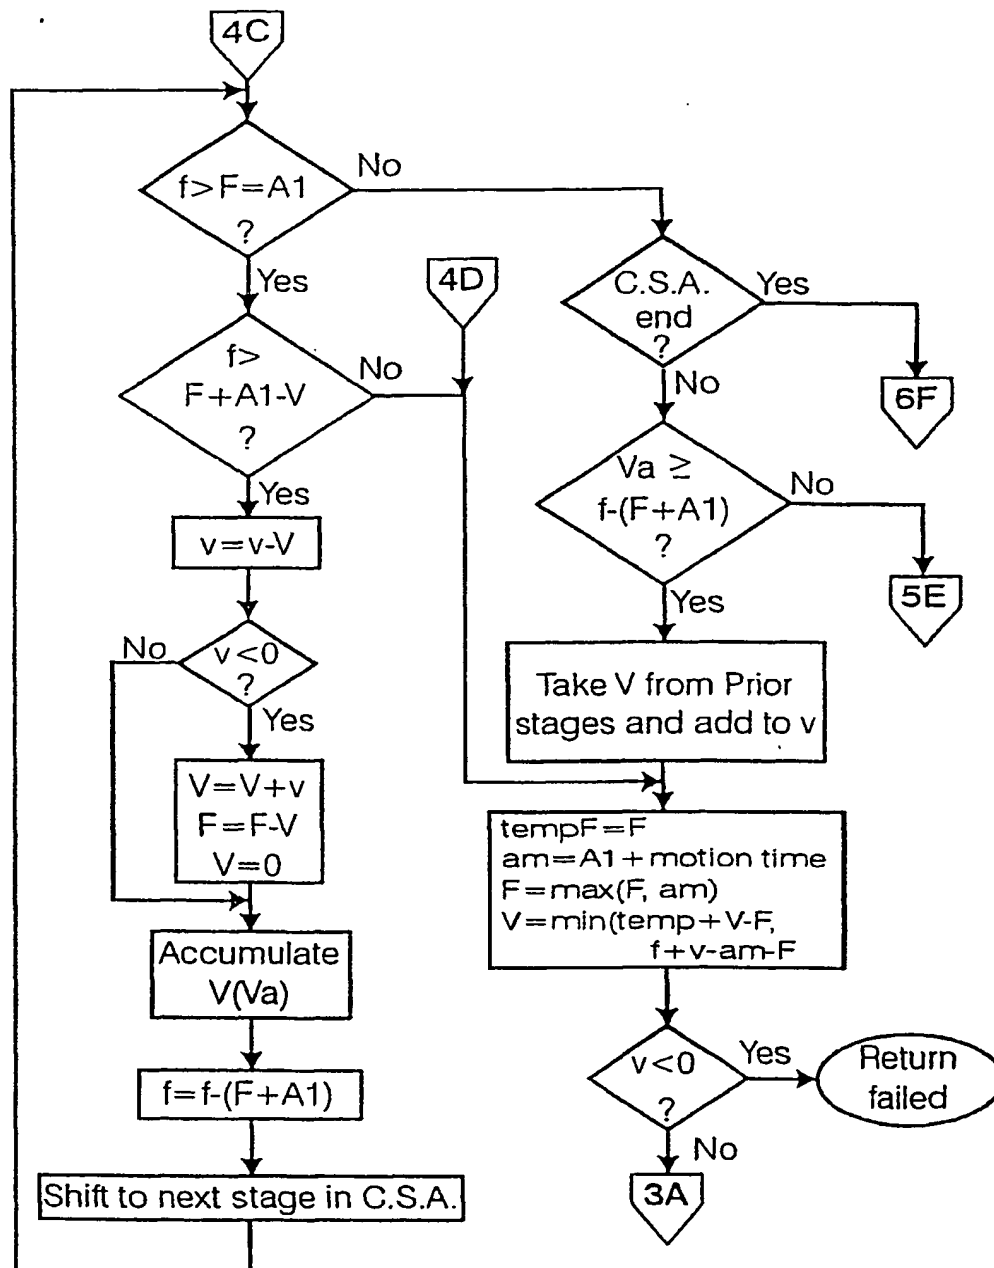 4C
f>F=A1
?
No
Yes
4D
C.S.A.
end
?
Yes
6F
No
f>
F+A1-V
?
No
Yes
Va ≥
f-(F+A1)
?
No
5E
Yes
v=v-V
v<0
?
No
Yes
Take V from Prior
stages and add to v
V=V+v
F=F-V
V=0
tempF=F
am=A1+motion time
F=max(F, am)
V=min(temp+V-F,
f+v-am-F
Accumulate
V(Va)
v<0
?
Yes
Return
failed
f=f-(F+A1)
No
3A
Shift to next stage in C.S.A.